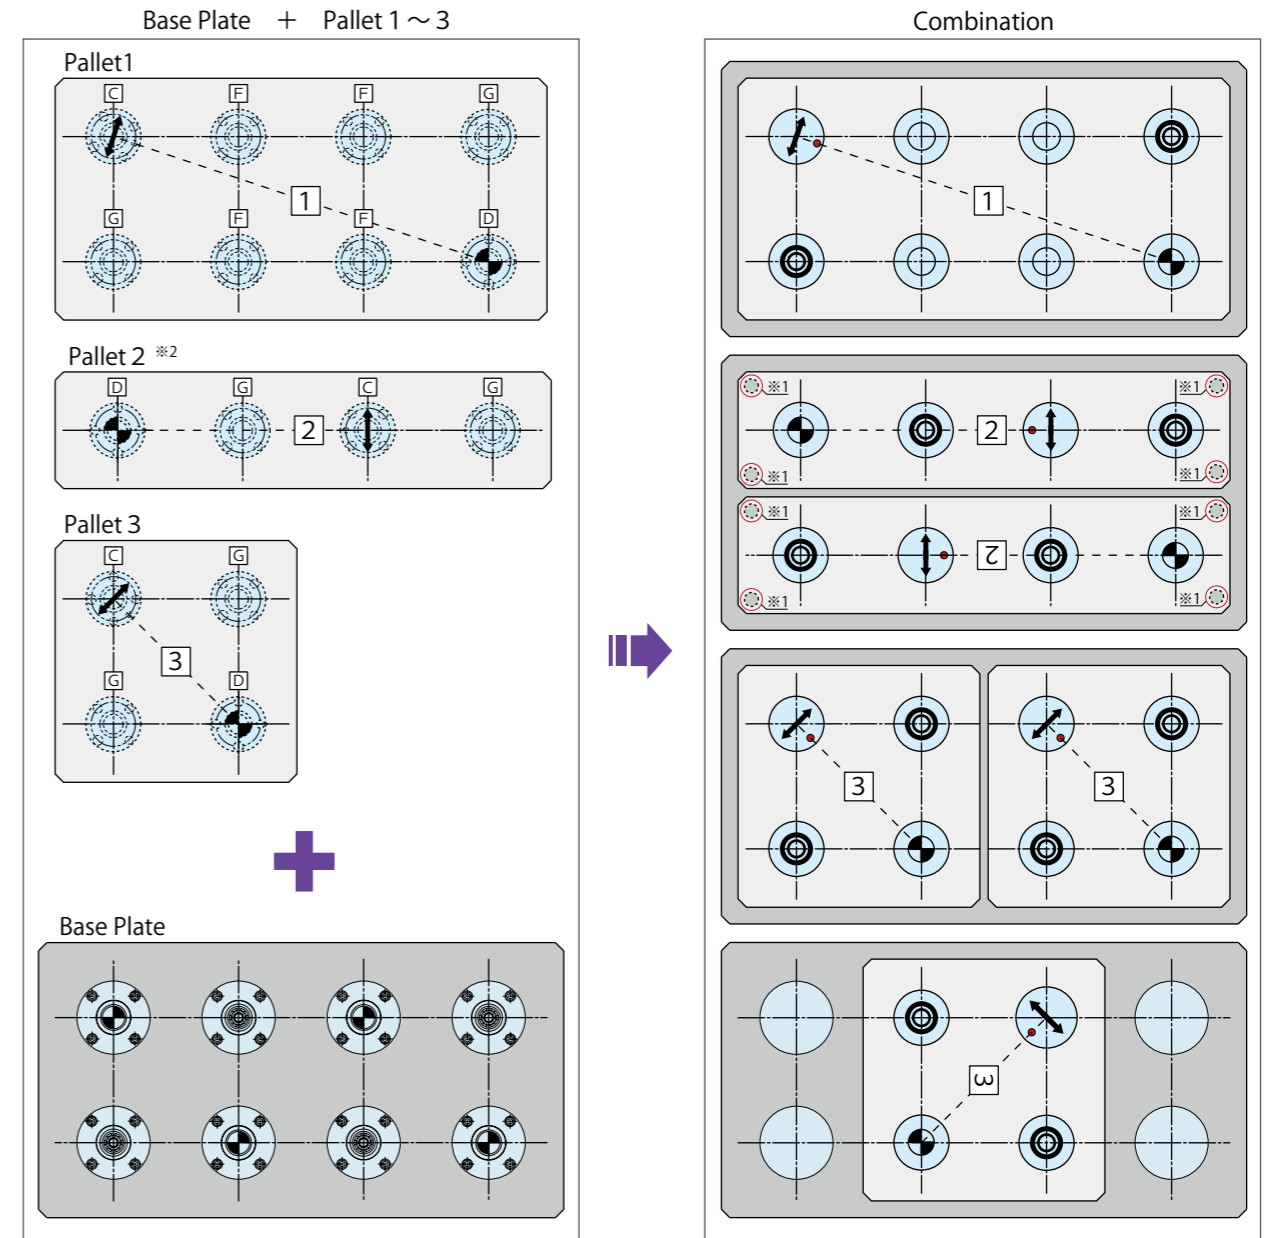 Base Plate + Pallet 1～3
Pallet1
C F F G
1
G F F D
Pallet 2 ※2
D G C G
2
Pallet 3
C G
3
G D
Base Plate
Combination
1
※1 ※1
2
※1 ※1
※1 ※1
2
※1 ※1
3 3
3